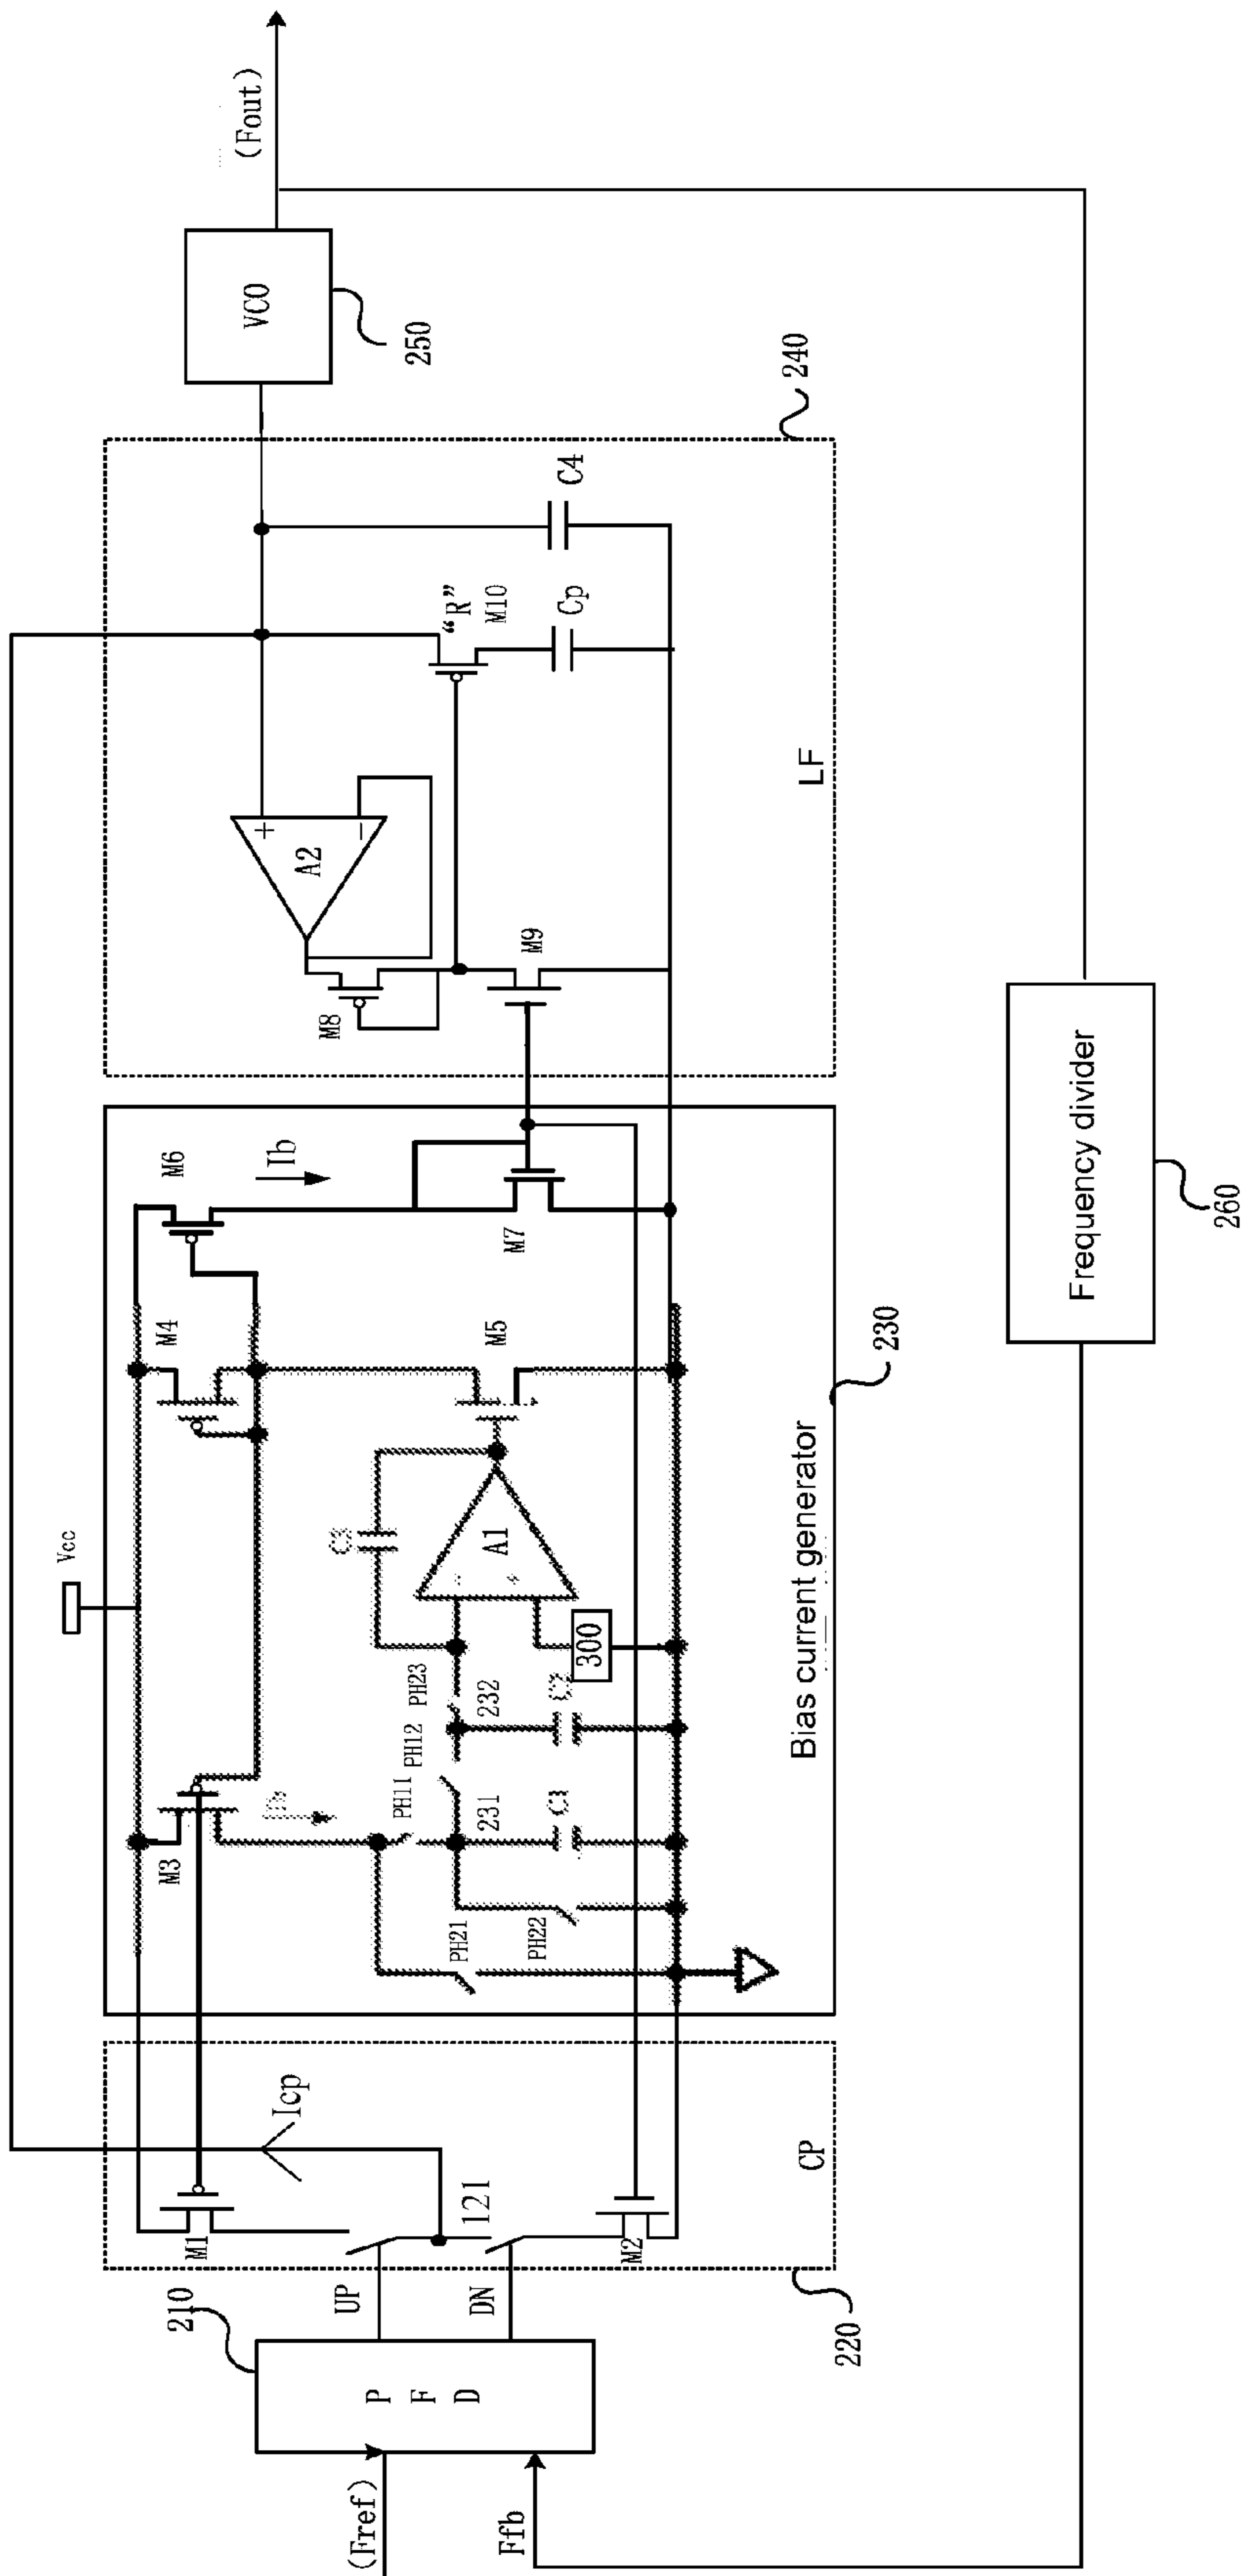 (Fref)
Ffb
P F D
210
UP
DN
M1
Icp
121
M2
CP
220
Vcc
M3
PH11
PH12
PH21
PH22
PH23
231
232
C1
C2
300
C3
A1
M4
M5
M6
Ib
M7
Bias current generator
230
M8
M9
A2
+
−
"R"
M10
Cp
C4
LF
240
VCO
250
(Fout)
Frequency divider
260